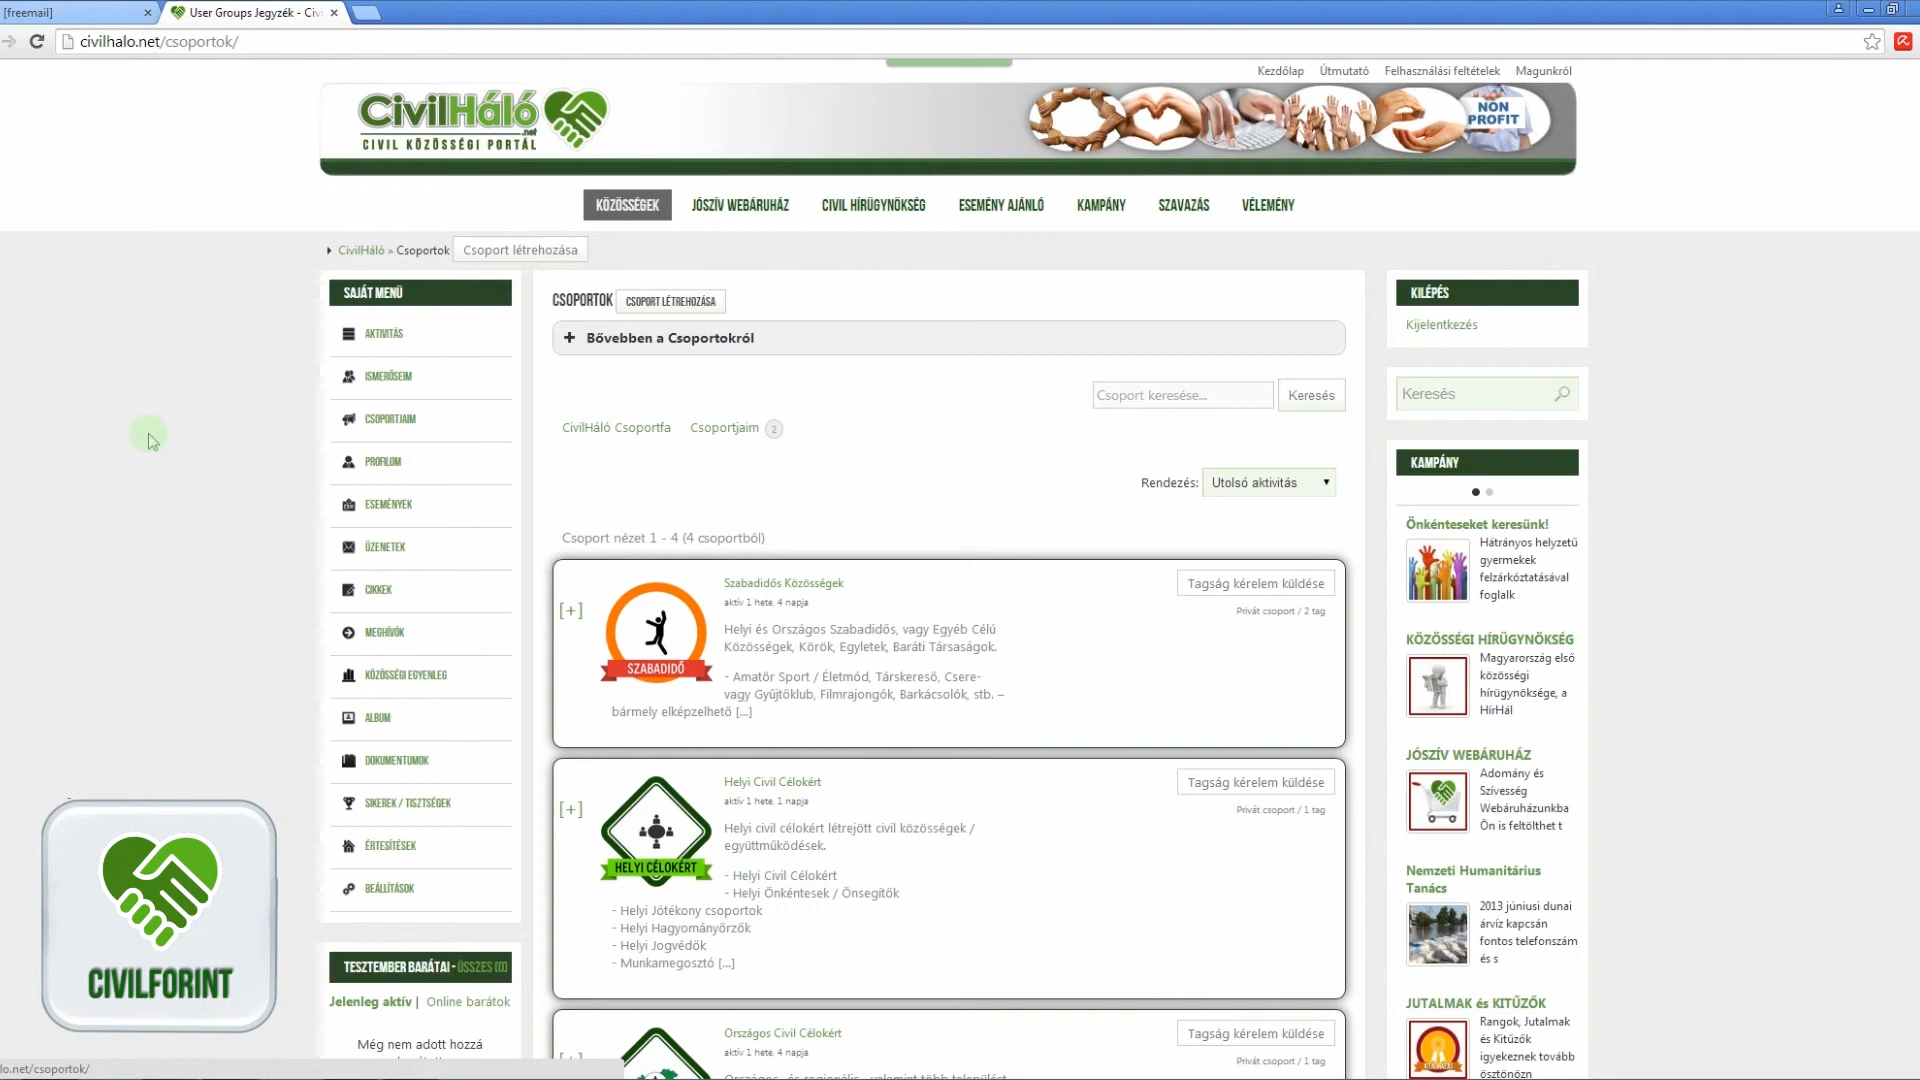 [freemail]
User Groups Jegyzék - Civi
civilhalo.net/csoportok/
Kezdőlap Útmutató Felhasználási feltételek Magunkról
CivilHáló
.net
CIVIL KÖZÖSSÉGI PORTÁL
NON
PROFIT
KÖZÖSSÉGEK JÓSZÍV WEBÁRUHÁZ CIVIL HÍRÜGYNÖKSÉG ESEMÉNY AJÁNLÓ KAMPÁNY SZAVAZÁS VÉLEMÉNY
CivilHáló » Csoportok Csoport létrehozása
SAJÁT MENÜ
AKTIVITÁS
ISMERŐSEIM
CSOPORTJAIM
PROFILOM
ESEMÉNYEK
ÜZENETEK
CIKKEK
MEGHÍVÓK
KÖZÖSSÉGI EGYENLEG
ALBUM
DOKUMENTUMOK
SIKEREK / TISZTSÉGEK
ÉRTESÍTÉSEK
BEÁLLÍTÁSOK
TESZTEMBER BARÁTAI - ÖSSZES (0)
Jelenleg aktív | Online barátok
Még nem adott hozzá
CIVILFORINT
lo.net/csoportok/
CSOPORTOK CSOPORT LÉTREHOZÁSA
+ Bővebben a Csoportokról
Csoport keresése... Keresés
CivilHáló Csoportfa Csoportjaim 2
Rendezés: Utolsó aktivitás
Csoport nézet 1 - 4 (4 csoportból)
[+]
SZABADIDŐ
Szabadidős Közösségek
aktív 1 hete, 4 napja
Tagság kérelem küldése
Privát csoport / 2 tag
Helyi és Országos Szabadidős, vagy Egyéb Célú
Közösségek, Körök, Egyletek, Baráti Társaságok.
- Amatőr Sport / Életmód, Társkereső, Csere-
vagy Gyűjtőklub, Filmrajongók, Barkácsolók, stb. –
bármely elképzelhető [...]
[+]
HELYI CÉLOKÉRT
Helyi Civil Célokért
aktív 1 hete, 1 napja
Tagság kérelem küldése
Privát csoport / 1 tag
Helyi civil célokért létrejött civil közösségek /
együttműködések.
- Helyi Civil Célokért
- Helyi Önkéntesek / Önsegítők
- Helyi Jótékony csoportok
- Helyi Hagyományőrzők
- Helyi Jogvédők
- Munkamegosztó [...]
[+]
Országos Civil Célokért
aktív 1 hete, 4 napja
Tagság kérelem küldése
Privát csoport / 1 tag
Országos- és regionális-, valamint több települést
KILÉPÉS
Kijelentkezés
Keresés
KAMPÁNY
Önkénteseket keresünk!
Hátrányos helyzetű
gyermekek
felzárkóztatásával
foglalk
KÖZÖSSÉGI HÍRÜGYNÖKSÉG
Magyarország első
közösségi
hírügynöksége, a
HírHál
JÓSZÍV WEBÁRUHÁZ
Adomány és
Szívesség
Webáruházunkba
Ön is feltölthet t
Nemzeti Humanitárius
Tanács
2013 júniusi dunai
árvíz kapcsán
fontos telefonszám
és s
JUTALMAK és KITŰZŐK
Rangok, Jutalmak
és Kitűzők
igyekeznek tovább
ösztönözn